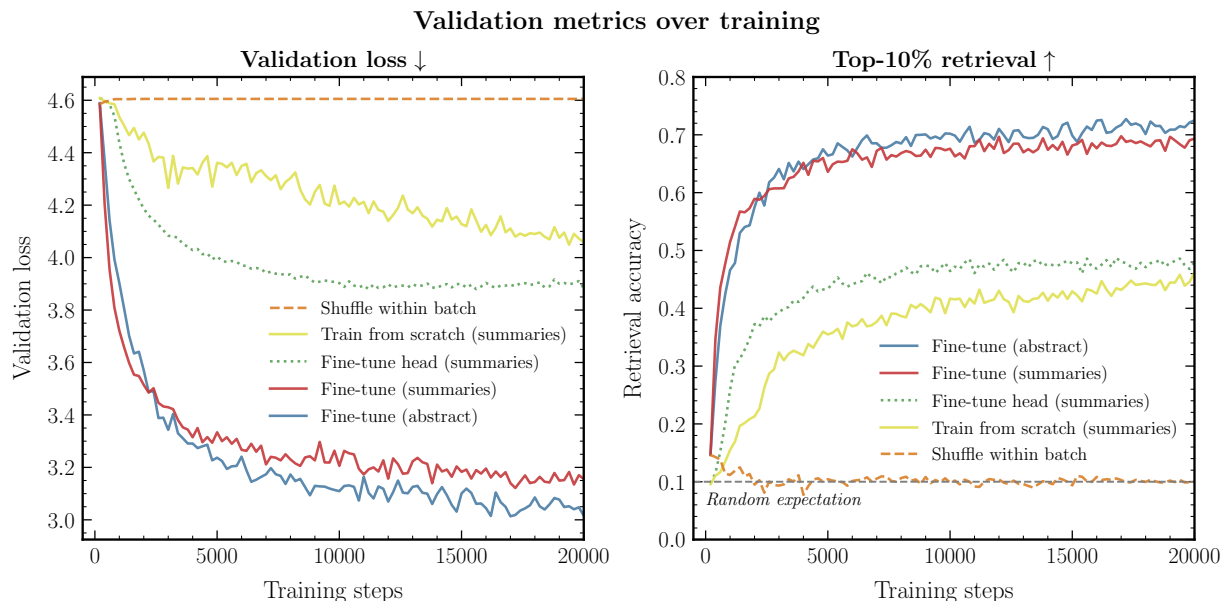 Validation metrics over training
Validation loss ↓
4.6
4.4
4.2
4.0
3.8
3.6
3.4
3.2
3.0
Validation loss
Shuffle within batch
Train from scratch (summaries)
Fine-tune head (summaries)
Fine-tune (summaries)
Fine-tune (abstract)
0 5000 10000 15000 20000
Training steps
Top-10% retrieval ↑
0.8
0.7
0.6
0.5
0.4
0.3
0.2
0.1
0.0
Retrieval accuracy
Fine-tune (abstract)
Fine-tune (summaries)
Fine-tune head (summaries)
Train from scratch (summaries)
Shuffle within batch
Random expectation
0 5000 10000 15000 20000
Training steps